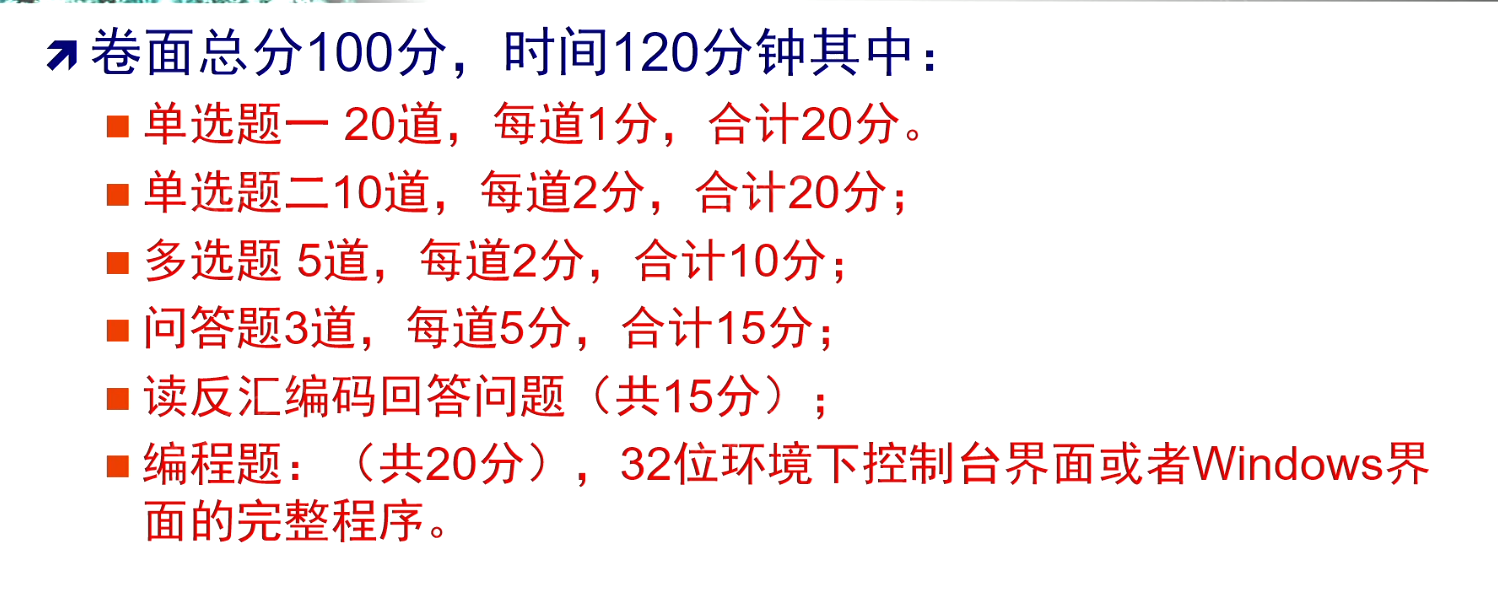 卷面总分100分，时间120分钟其中：
单选题一 20道，每道1分，合计20分。
单选题二10道，每道2分，合计20分；
多选题 5道，每道2分，合计10分；
问答题3道，每道5分，合计15分；
读反汇编码回答问题（共15分）；
编程题：（共20分），32位环境下控制台界面或者Windows界
面的完整程序。